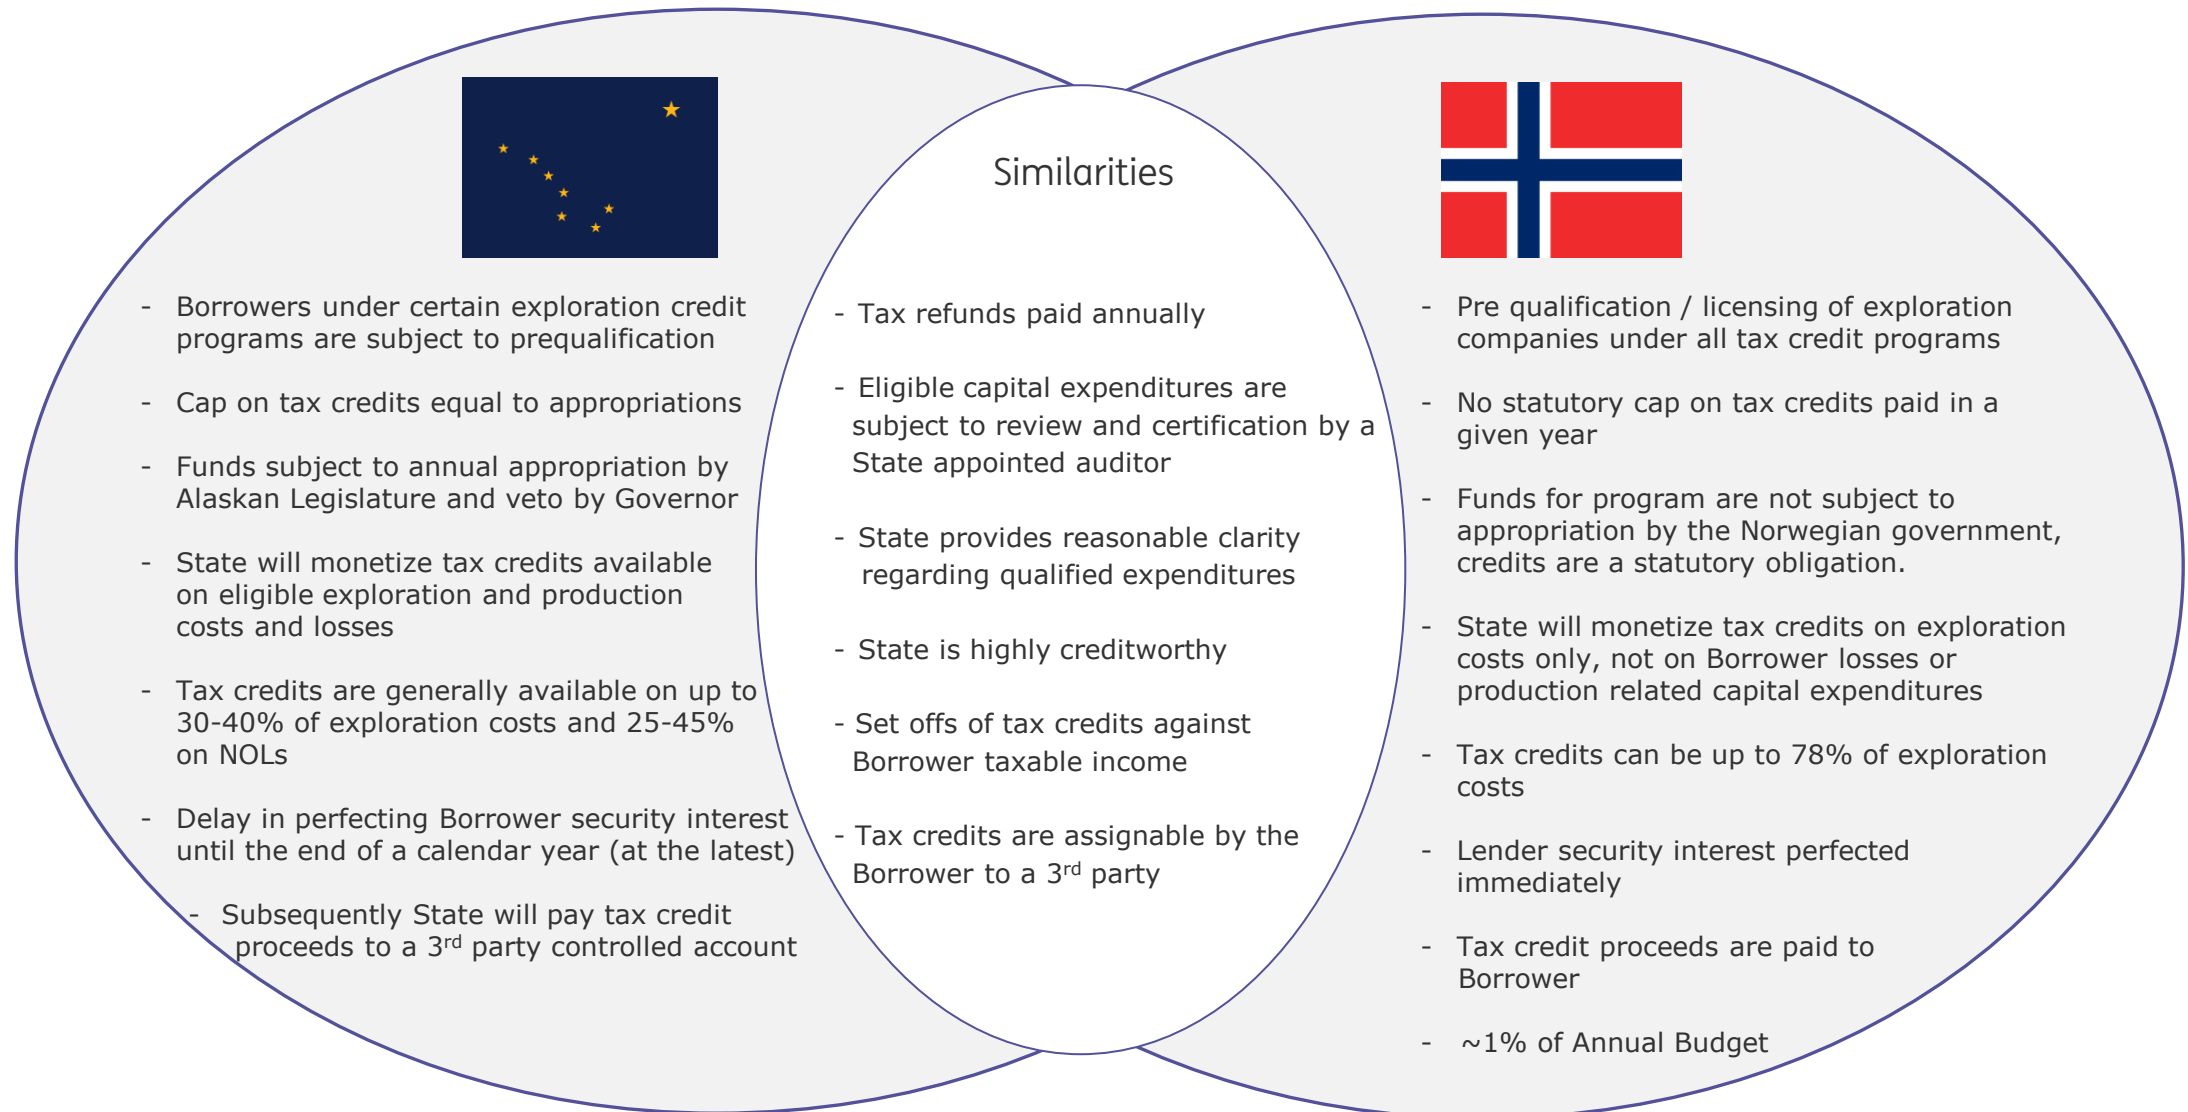 - Borrowers under certain exploration credit
programs are subject to prequalification
- Cap on tax credits equal to appropriations
- Funds subject to annual appropriation by
Alaskan Legislature and veto by Governor
- State will monetize tax credits available
on eligible exploration and production
costs and losses
- Tax credits are generally available on up to
30-40% of exploration costs and 25-45%
on NOLs
- Delay in perfecting Borrower security interest
until the end of a calendar year (at the latest)
- Subsequently State will pay tax credit
proceeds to a 3rd party controlled account
Similarities
- Tax refunds paid annually
- Eligible capital expenditures are
subject to review and certification by a
State appointed auditor
- State provides reasonable clarity
regarding qualified expenditures
- State is highly creditworthy
- Set offs of tax credits against
Borrower taxable income
- Tax credits are assignable by the
Borrower to a 3rd party
- Pre qualification / licensing of exploration
companies under all tax credit programs
- No statutory cap on tax credits paid in a
given year
- Funds for program are not subject to
appropriation by the Norwegian government,
credits are a statutory obligation.
- State will monetize tax credits on exploration
costs only, not on Borrower losses or
production related capital expenditures
- Tax credits can be up to 78% of exploration
costs
- Lender security interest perfected
immediately
- Tax credit proceeds are paid to
Borrower
- ~1% of Annual Budget